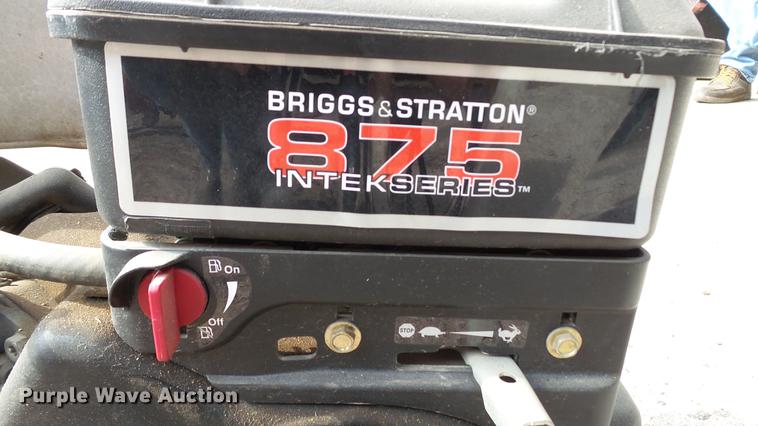 BRIGGS & STRATTON®
875
INTEKSERIES™
On
Off
STOP
Purple Wave Auction